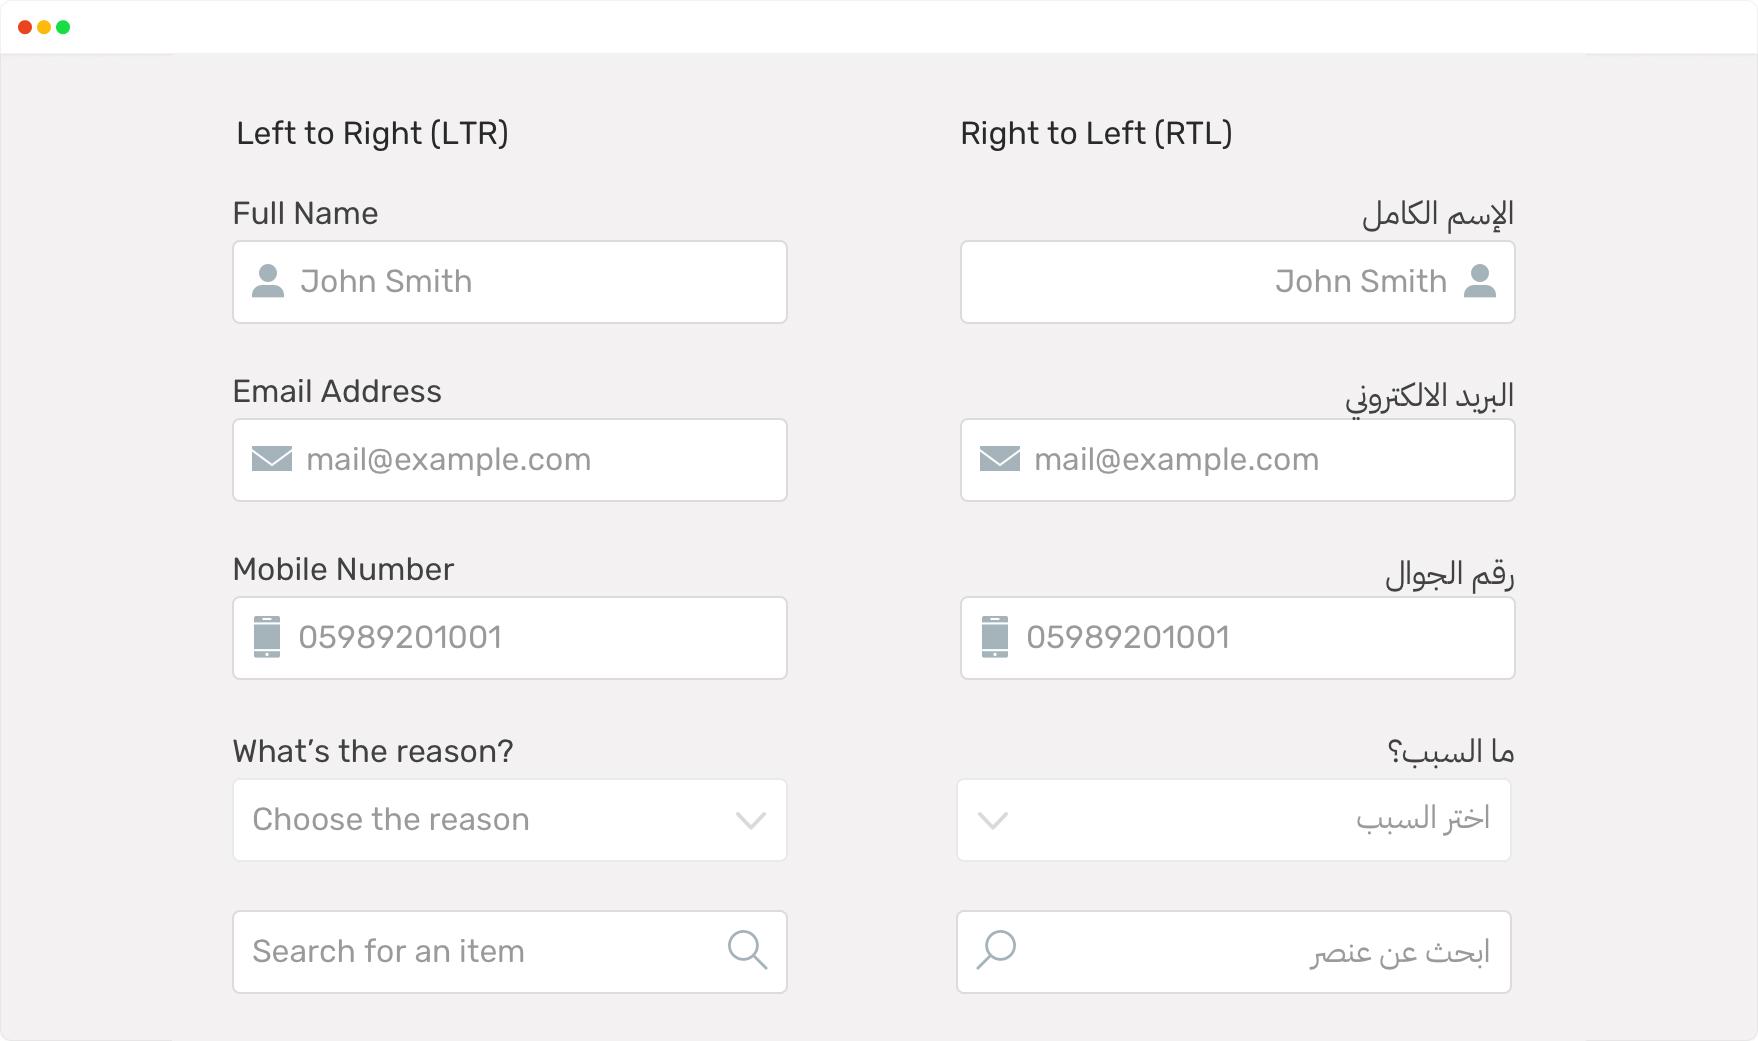 Left to Right (LTR)
Full Name
John Smith
Email Address
mail@example.com
Mobile Number
05989201001
What’s the reason?
Choose the reason
Search for an item
Right to Left (RTL)
الإسم الكامل
John Smith
البريد الالكتروني
mail@example.com
رقم الجوال
05989201001
ما السبب؟
اختر السبب
ابحث عن عنصر